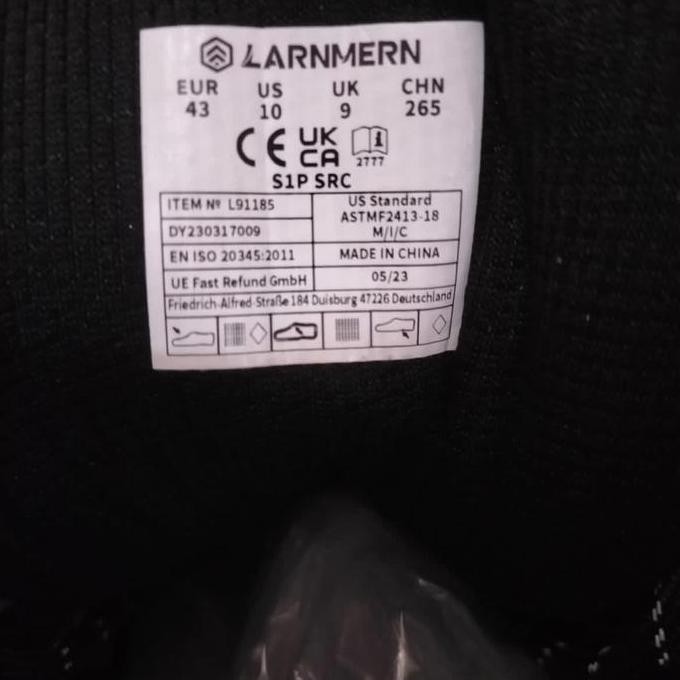 LARNMERN
EUR US UK CHN
43 10 9 265
CE UK CA
2777
S1P SRC
ITEM Nº L91185
US Standard
ASTMF2413-18
M/I/C
DY230317009
EN ISO 20345:2011
MADE IN CHINA
UE Fast Refund GmbH
05/23
Friedrich-Alfred-Straße 184 Duisburg 47226 Deutschland